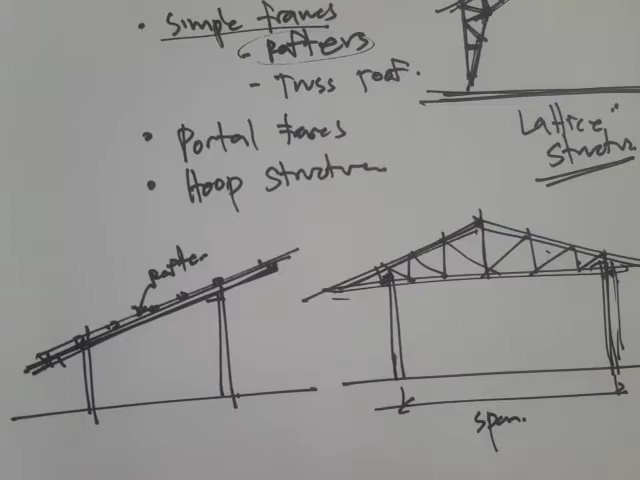 • Simple frames
- Rafters
- Truss roof.
• Portal frames
• Hoop structure
Lattice"
Structure
rafter
span.